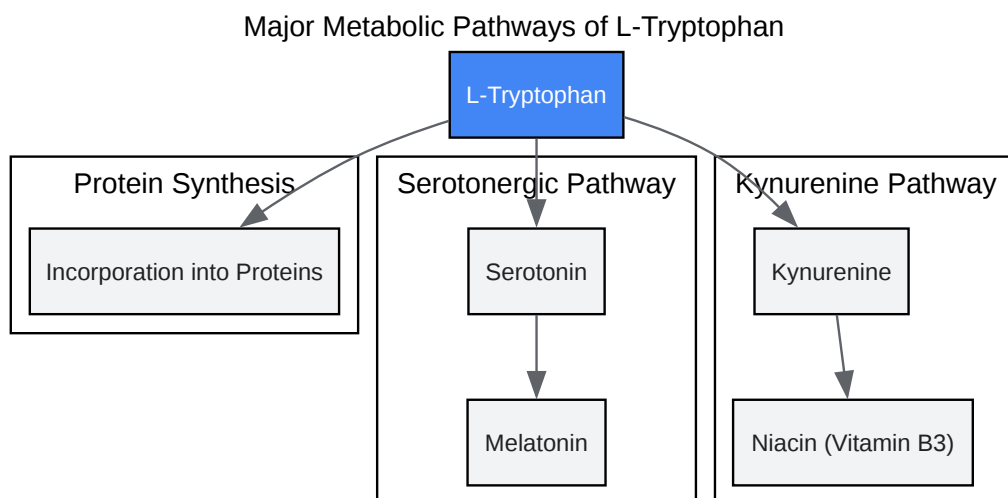 Major Metabolic Pathways of L-Tryptophan
L-Tryptophan
Protein Synthesis
Serotonergic Pathway
Kynurenine Pathway
Incorporation into Proteins
Serotonin
Kynurenine
Melatonin
Niacin (Vitamin B3)